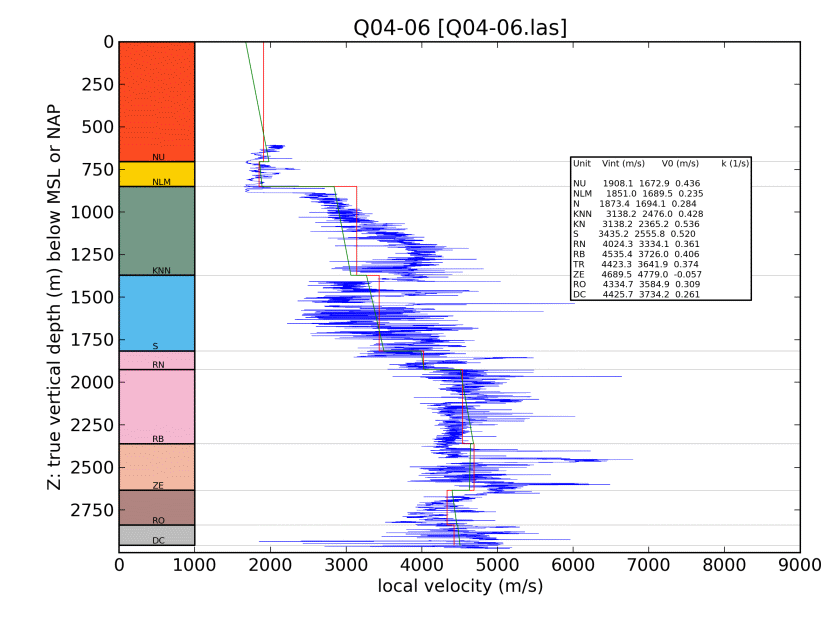 Q04-06 [Q04-06.las]
0
250
500
750
1000
1250
1500
1750
2000
2250
2500
2750
Z: true vertical depth (m) below MSL or NAP
NU
NLM
KNN
S
RN
RB
ZE
RO
DC
Unit Vint (m/s) V0 (m/s) k (1/s)
NU 1908.1 1672.9 0.436
NLM 1851.0 1689.5 0.235
N 1873.4 1694.1 0.284
KNN 3138.2 2476.0 0.428
KN 3138.2 2365.2 0.536
S 3435.2 2555.8 0.520
RN 4024.3 3334.1 0.361
RB 4535.4 3726.0 0.406
TR 4423.3 3641.9 0.374
ZE 4689.5 4779.0 -0.057
RO 4334.7 3584.9 0.309
DC 4425.7 3734.2 0.261
0 1000 2000 3000 4000 5000 6000 7000 8000 9000
local velocity (m/s)